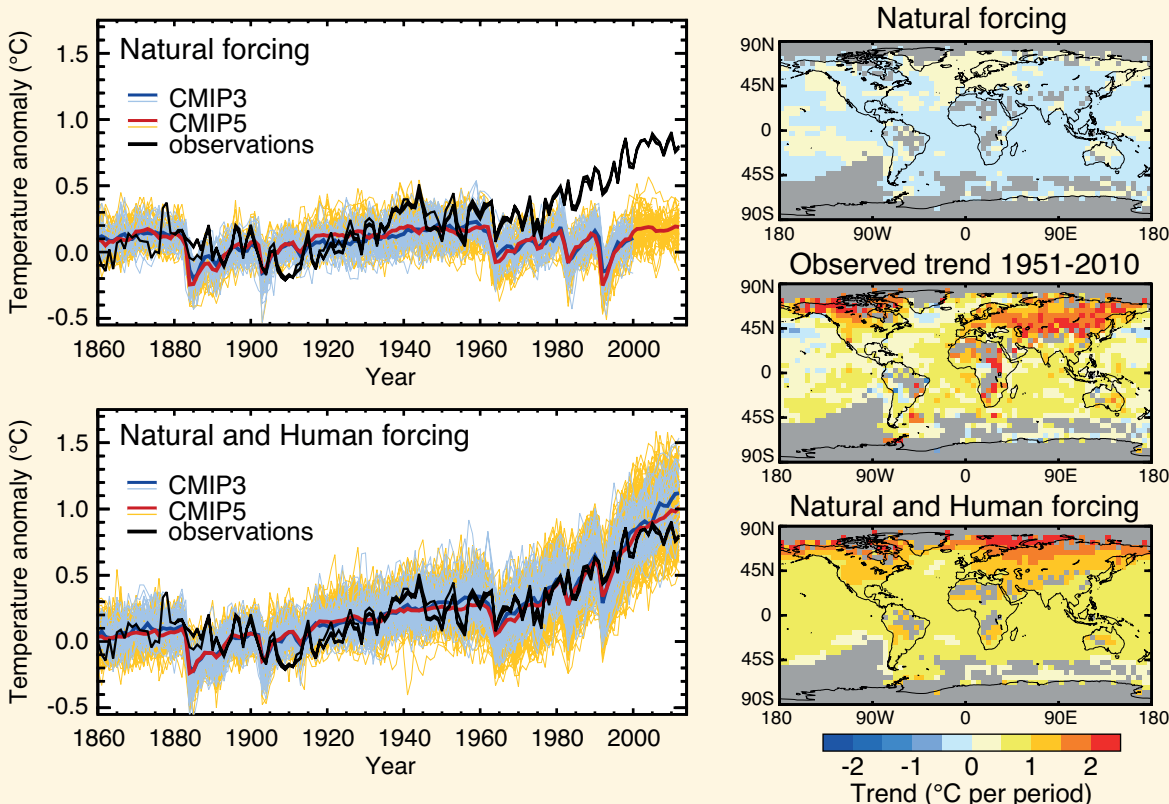 Natural forcing
CMIP3
CMIP5
observations
Temperature anomaly (°C)
1.5
1.0
0.5
0.0
-0.5
1860 1880 1900 1920 1940 1960 1980 2000
Year
Natural and Human forcing
CMIP3
CMIP5
observations
Temperature anomaly (°C)
1.5
1.0
0.5
0.0
-0.5
1860 1880 1900 1920 1940 1960 1980 2000
Year
Natural forcing
90N
45N
0
45S
90S
180 90W 0 90E 180
Observed trend 1951-2010
90N
45N
0
45S
90S
180 90W 0 90E 180
Natural and Human forcing
90N
45N
0
45S
90S
180 90W 0 90E 180
-2 -1 0 1 2
Trend (°C per period)